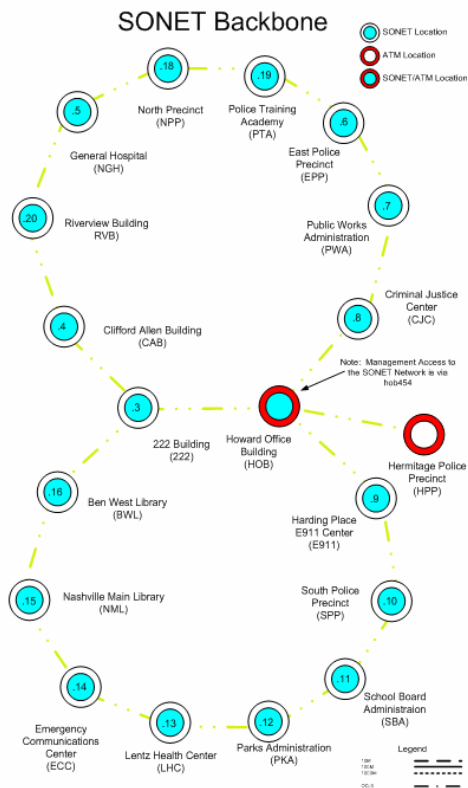 SONET Backbone
SONET Location
ATM Location
SONET/ATM Location
.18
North Precinct
(NPP)
.19
Police Training
Academy
(PTA)
.5
General Hospital
(NGH)
.6
East Police
Precinct
(EPP)
.20
Riverview Building
RVB)
.7
Public Works
Administration
(PWA)
.4
Clifford Allen Building
(CAB)
.8
Criminal Justice
Center
(CJC)
Note: Management Access to
the SONET Network is via
hob454
.3
222 Building
(222)
Howard Office
Building
(HOB)
Hermitage Police
Precinct
(HPP)
.16
Ben West Library
(BWL)
.9
Harding Place
E911 Center
(E911)
.15
Nashville Main Library
(NML)
.10
South Police
Precinct
(SPP)
.14
Emergency
Communications
Center
(ECC)
.13
Lentz Health Center
(LHC)
.12
Parks Administration
(PKA)
.11
School Board
Administraion
(SBA)
Legend